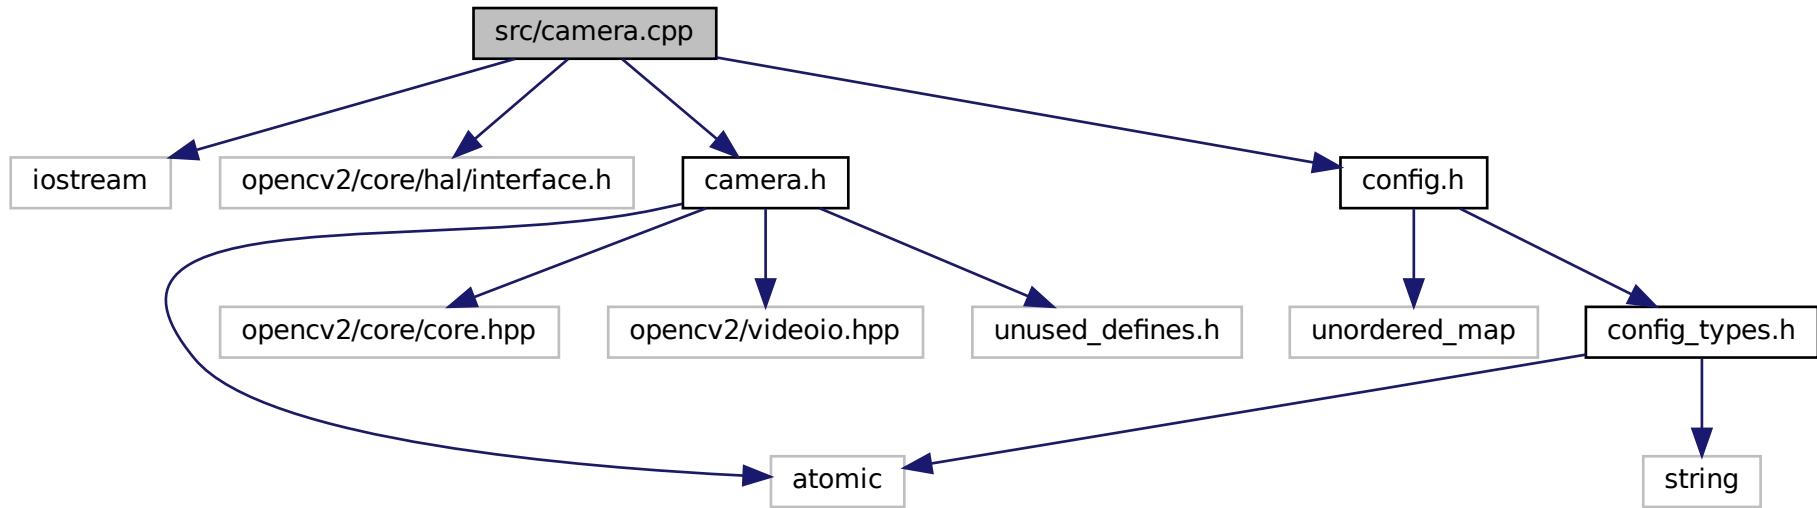 src/camera.cpp
iostream
opencv2/core/hal/interface.h
camera.h
config.h
opencv2/core/core.hpp
opencv2/videoio.hpp
unused_defines.h
unordered_map
config_types.h
atomic
string